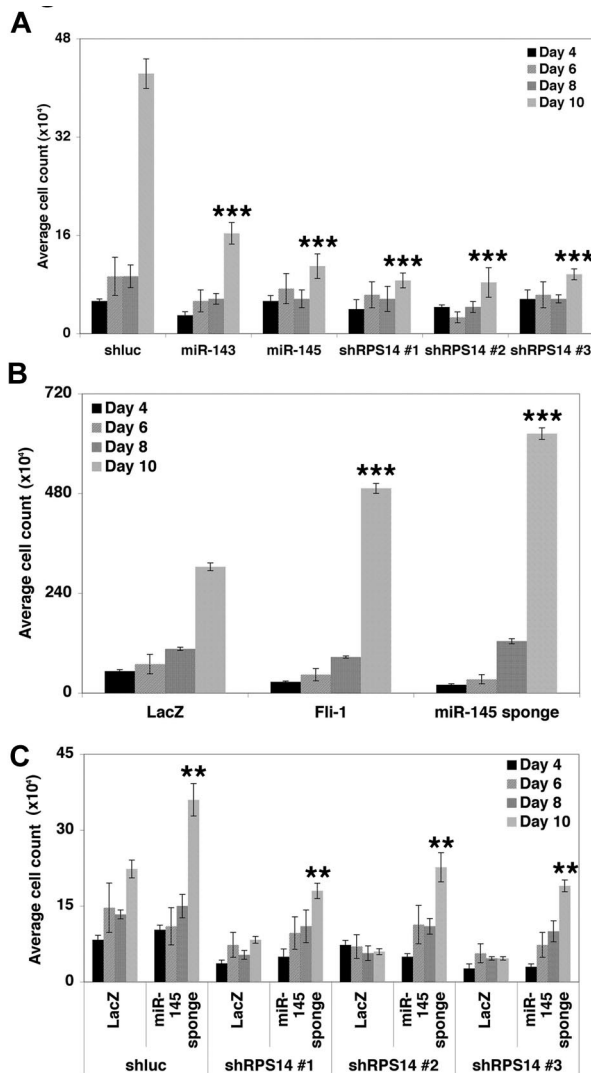 A
Average cell count (x10⁴)
48
32
16
0
Day 4
Day 6
Day 8
Day 10
*** *** *** *** ***
shluc miR-143 miR-145 shRPS14 #1 shRPS14 #2 shRPS14 #3
B
Average cell count (x10⁴)
720
480
240
0
Day 4
Day 6
Day 8
Day 10
*** ***
LacZ Fli-1 miR-145 sponge
C
Average cell count (x10⁴)
45
30
15
0
Day 4
Day 6
Day 8
Day 10
** ** ** **
LacZ miR-145 sponge LacZ miR-145 sponge LacZ miR-145 sponge LacZ miR-145 sponge
shluc shRPS14 #1 shRPS14 #2 shRPS14 #3